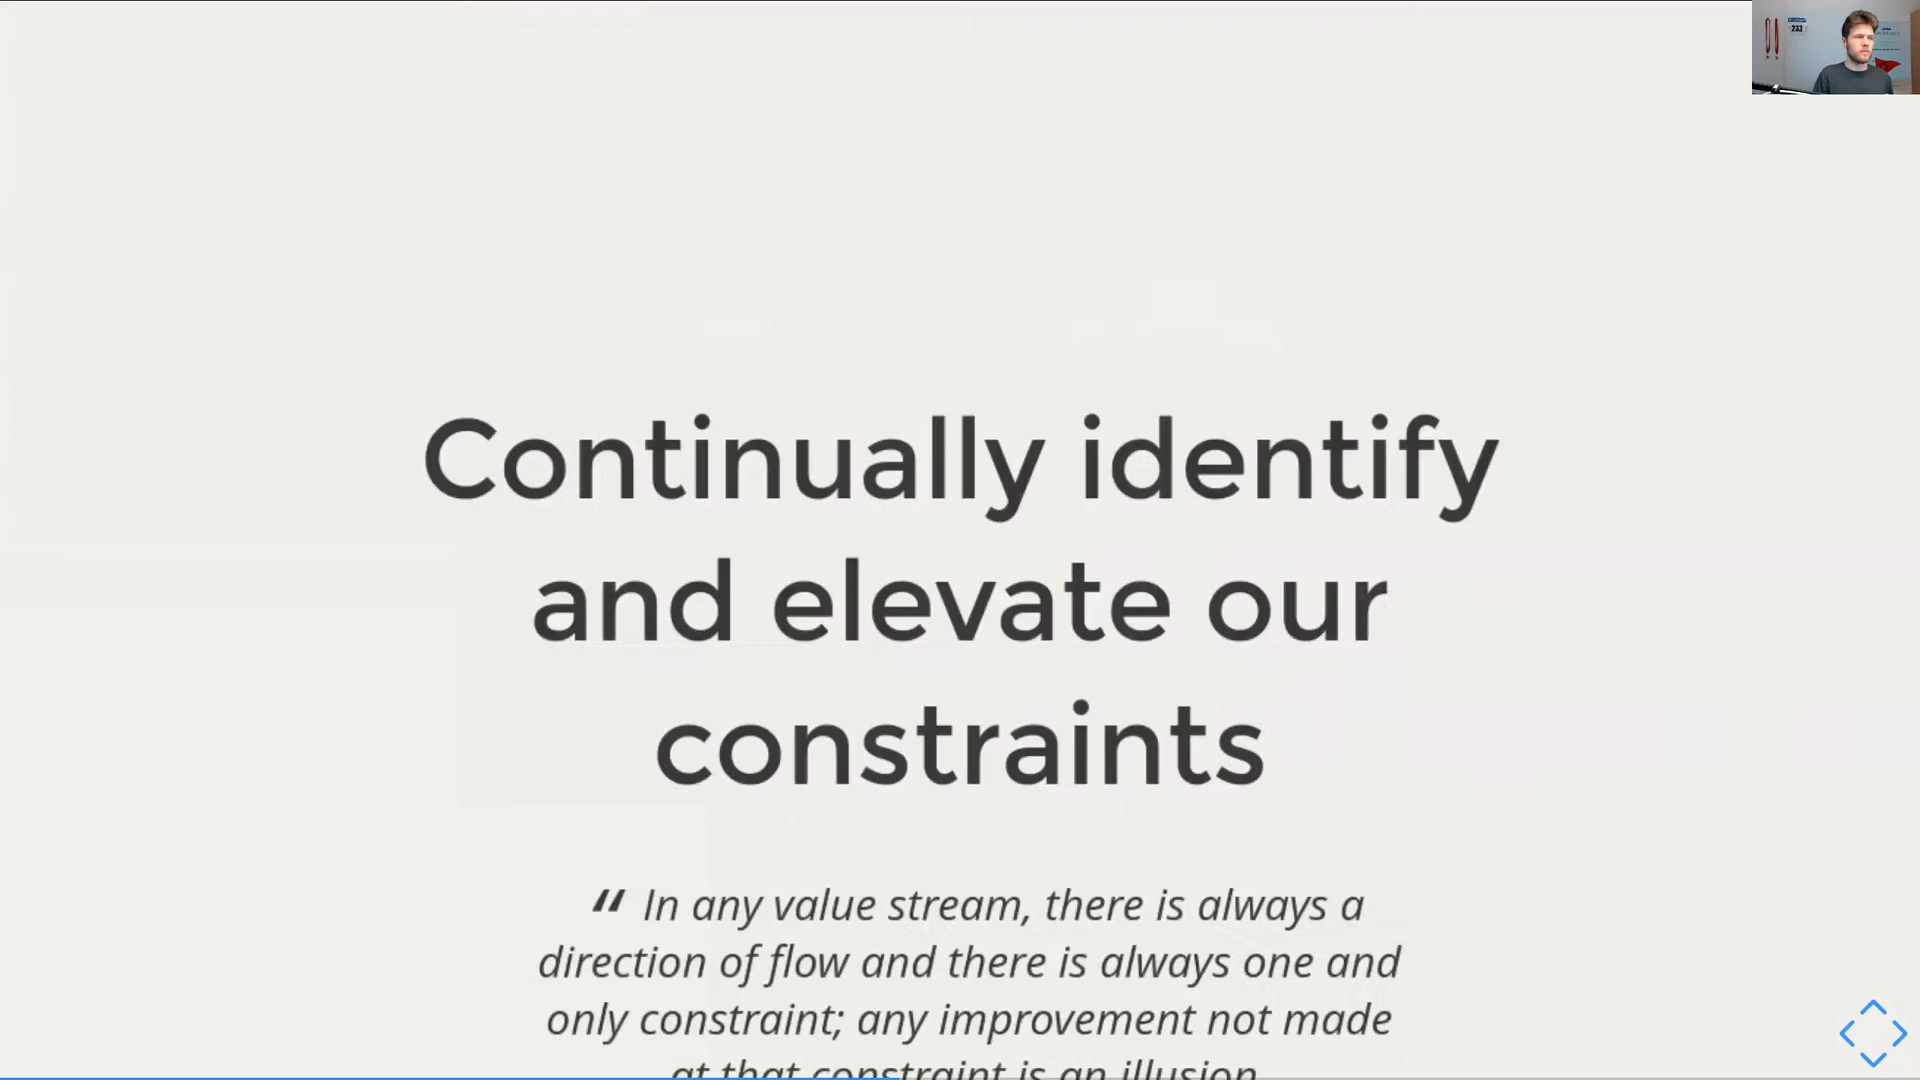 233
Continually identify
and elevate our
constraints
“ In any value stream, there is always a
direction of flow and there is always one and
only constraint; any improvement not made
at that constraint is an illusion